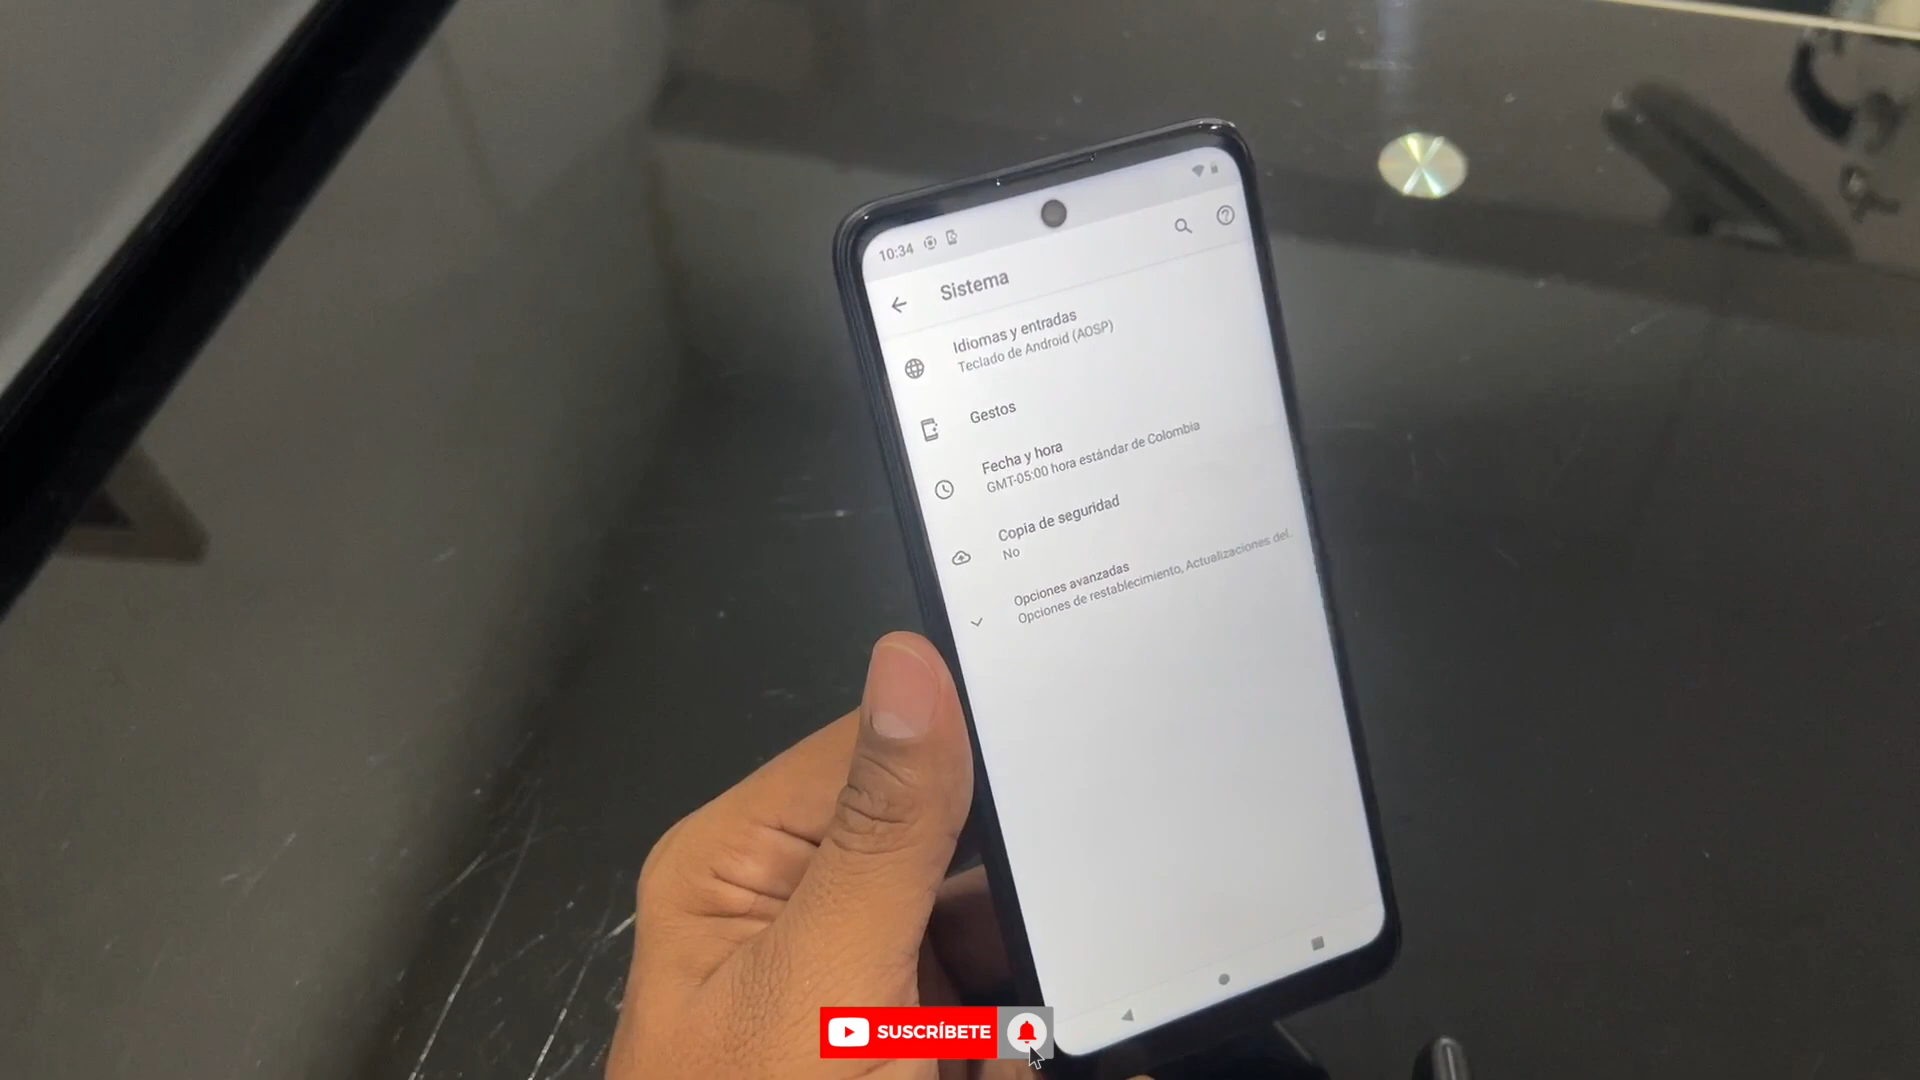 10:34
Sistema
Idiomas y entradas
Teclado de Android (AOSP)
Gestos
Fecha y hora
GMT-05:00 hora estándar de Colombia
Copia de seguridad
No
Opciones avanzadas
Opciones de restablecimiento, Actualizaciones del..
SUSCRÍBETE